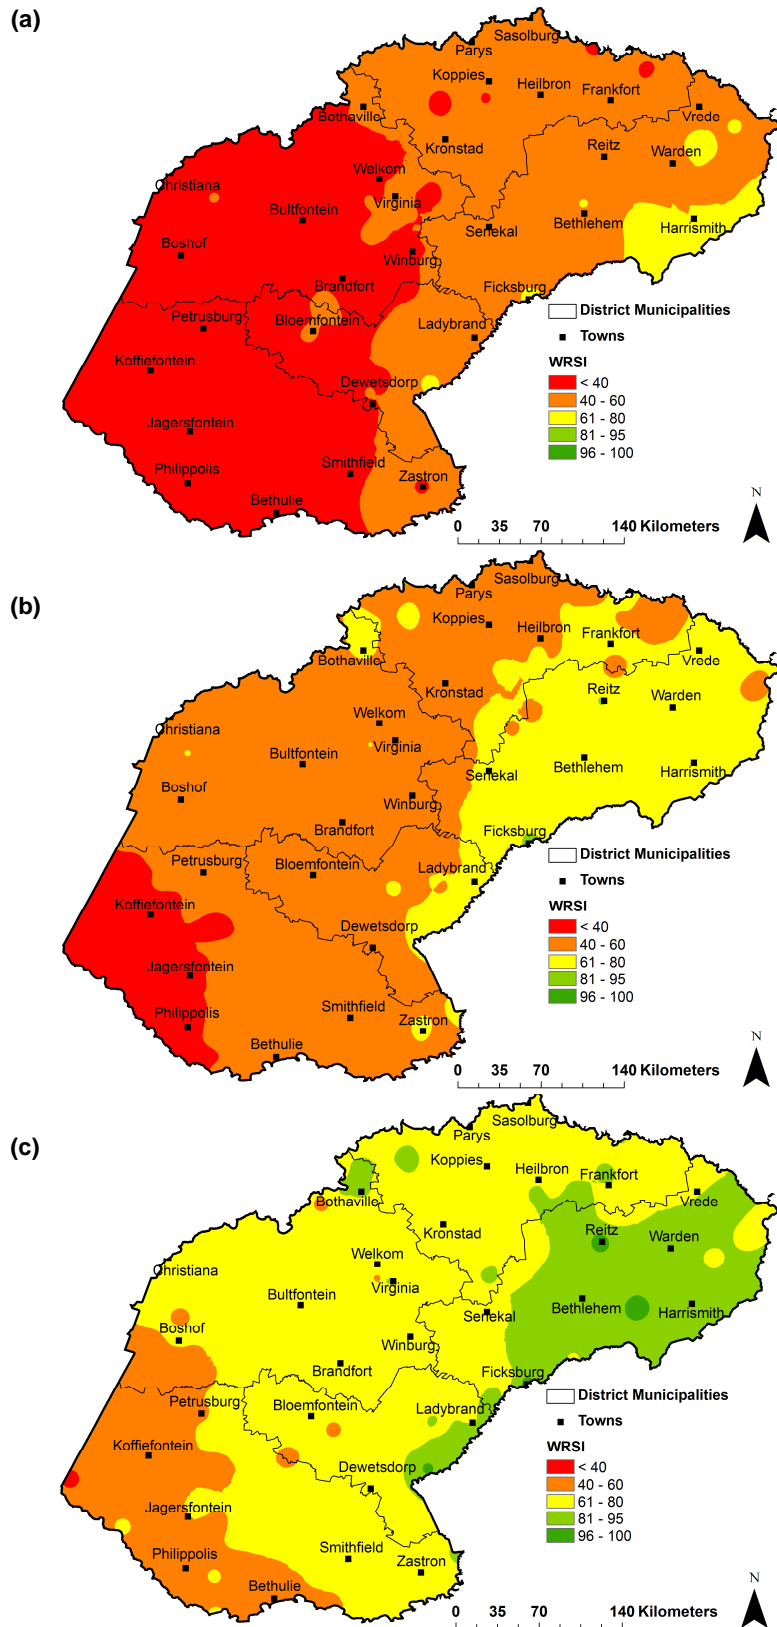 (a)
Sasolburg
Parys
Koppies
Heilbron
Frankfort
Bothaville
Vrede
Kronstad
Reitz
Warden
Welkom
Christiana
Virginia
Bultfontein
Senekal
Bethlehem
Harrismith
Boshof
Winburg
Brandfort
Ficksburg
Petrusburg
Bloemfontein
Ladybrand
Koffiefontein
Dewetsdorp
Jagersfontein
Philippolis
Smithfield
Zastron
Bethulie
District Municipalities
Towns
WRSI
< 40
40 - 60
61 - 80
81 - 95
96 - 100
N
0 35 70 140 Kilometers
(b)
Sasolburg
Parys
Koppies
Heilbron
Frankfort
Bothaville
Vrede
Kronstad
Reitz
Warden
Welkom
Christiana
Virginia
Bultfontein
Senekal
Bethlehem
Harrismith
Boshof
Winburg
Brandfort
Ficksburg
Petrusburg
Bloemfontein
Ladybrand
Koffiefontein
Dewetsdorp
Jagersfontein
Philippolis
Smithfield
Zastron
Bethulie
District Municipalities
Towns
WRSI
< 40
40 - 60
61 - 80
81 - 95
96 - 100
N
0 35 70 140 Kilometers
(c)
Sasolburg
Parys
Koppies
Heilbron
Frankfort
Bothaville
Vrede
Kronstad
Reitz
Warden
Welkom
Christiana
Virginia
Bultfontein
Senekal
Bethlehem
Harrismith
Boshof
Winburg
Brandfort
Ficksburg
Petrusburg
Bloemfontein
Ladybrand
Koffiefontein
Dewetsdorp
Jagersfontein
Philippolis
Smithfield
Zastron
Bethulie
District Municipalities
Towns
WRSI
< 40
40 - 60
61 - 80
81 - 95
96 - 100
N
0 35 70 140 Kilometers